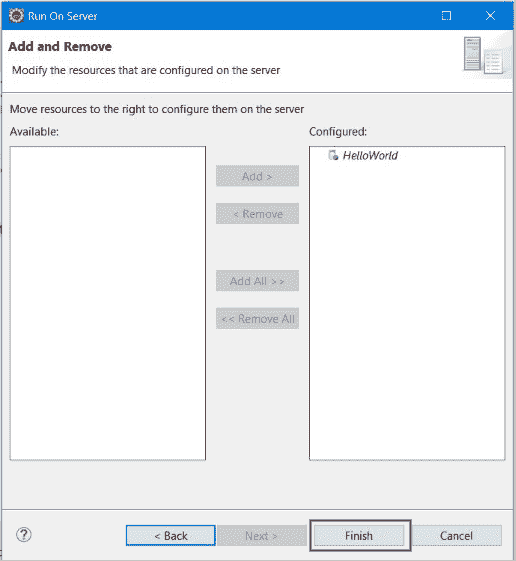 Run On Server
Add and Remove
Modify the resources that are configured on the server
Move resources to the right to configure them on the server
Available:
Configured:
HelloWorld
Add >
< Remove
Add All >>
<< Remove All
? < Back Next > Finish Cancel